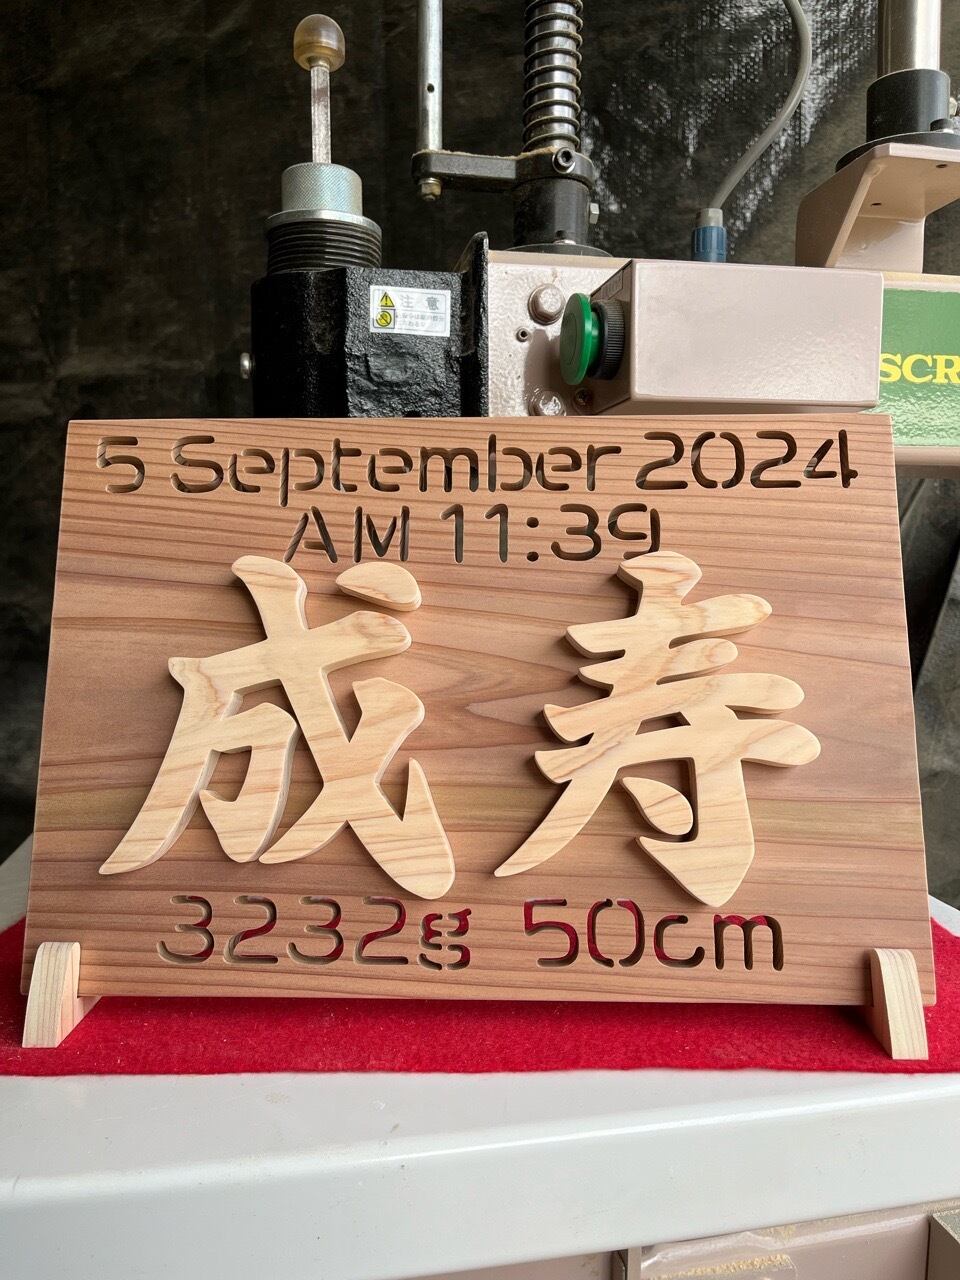 注意
SCR
5 September 2024
AM 11:39
成寿
3232g 50cm